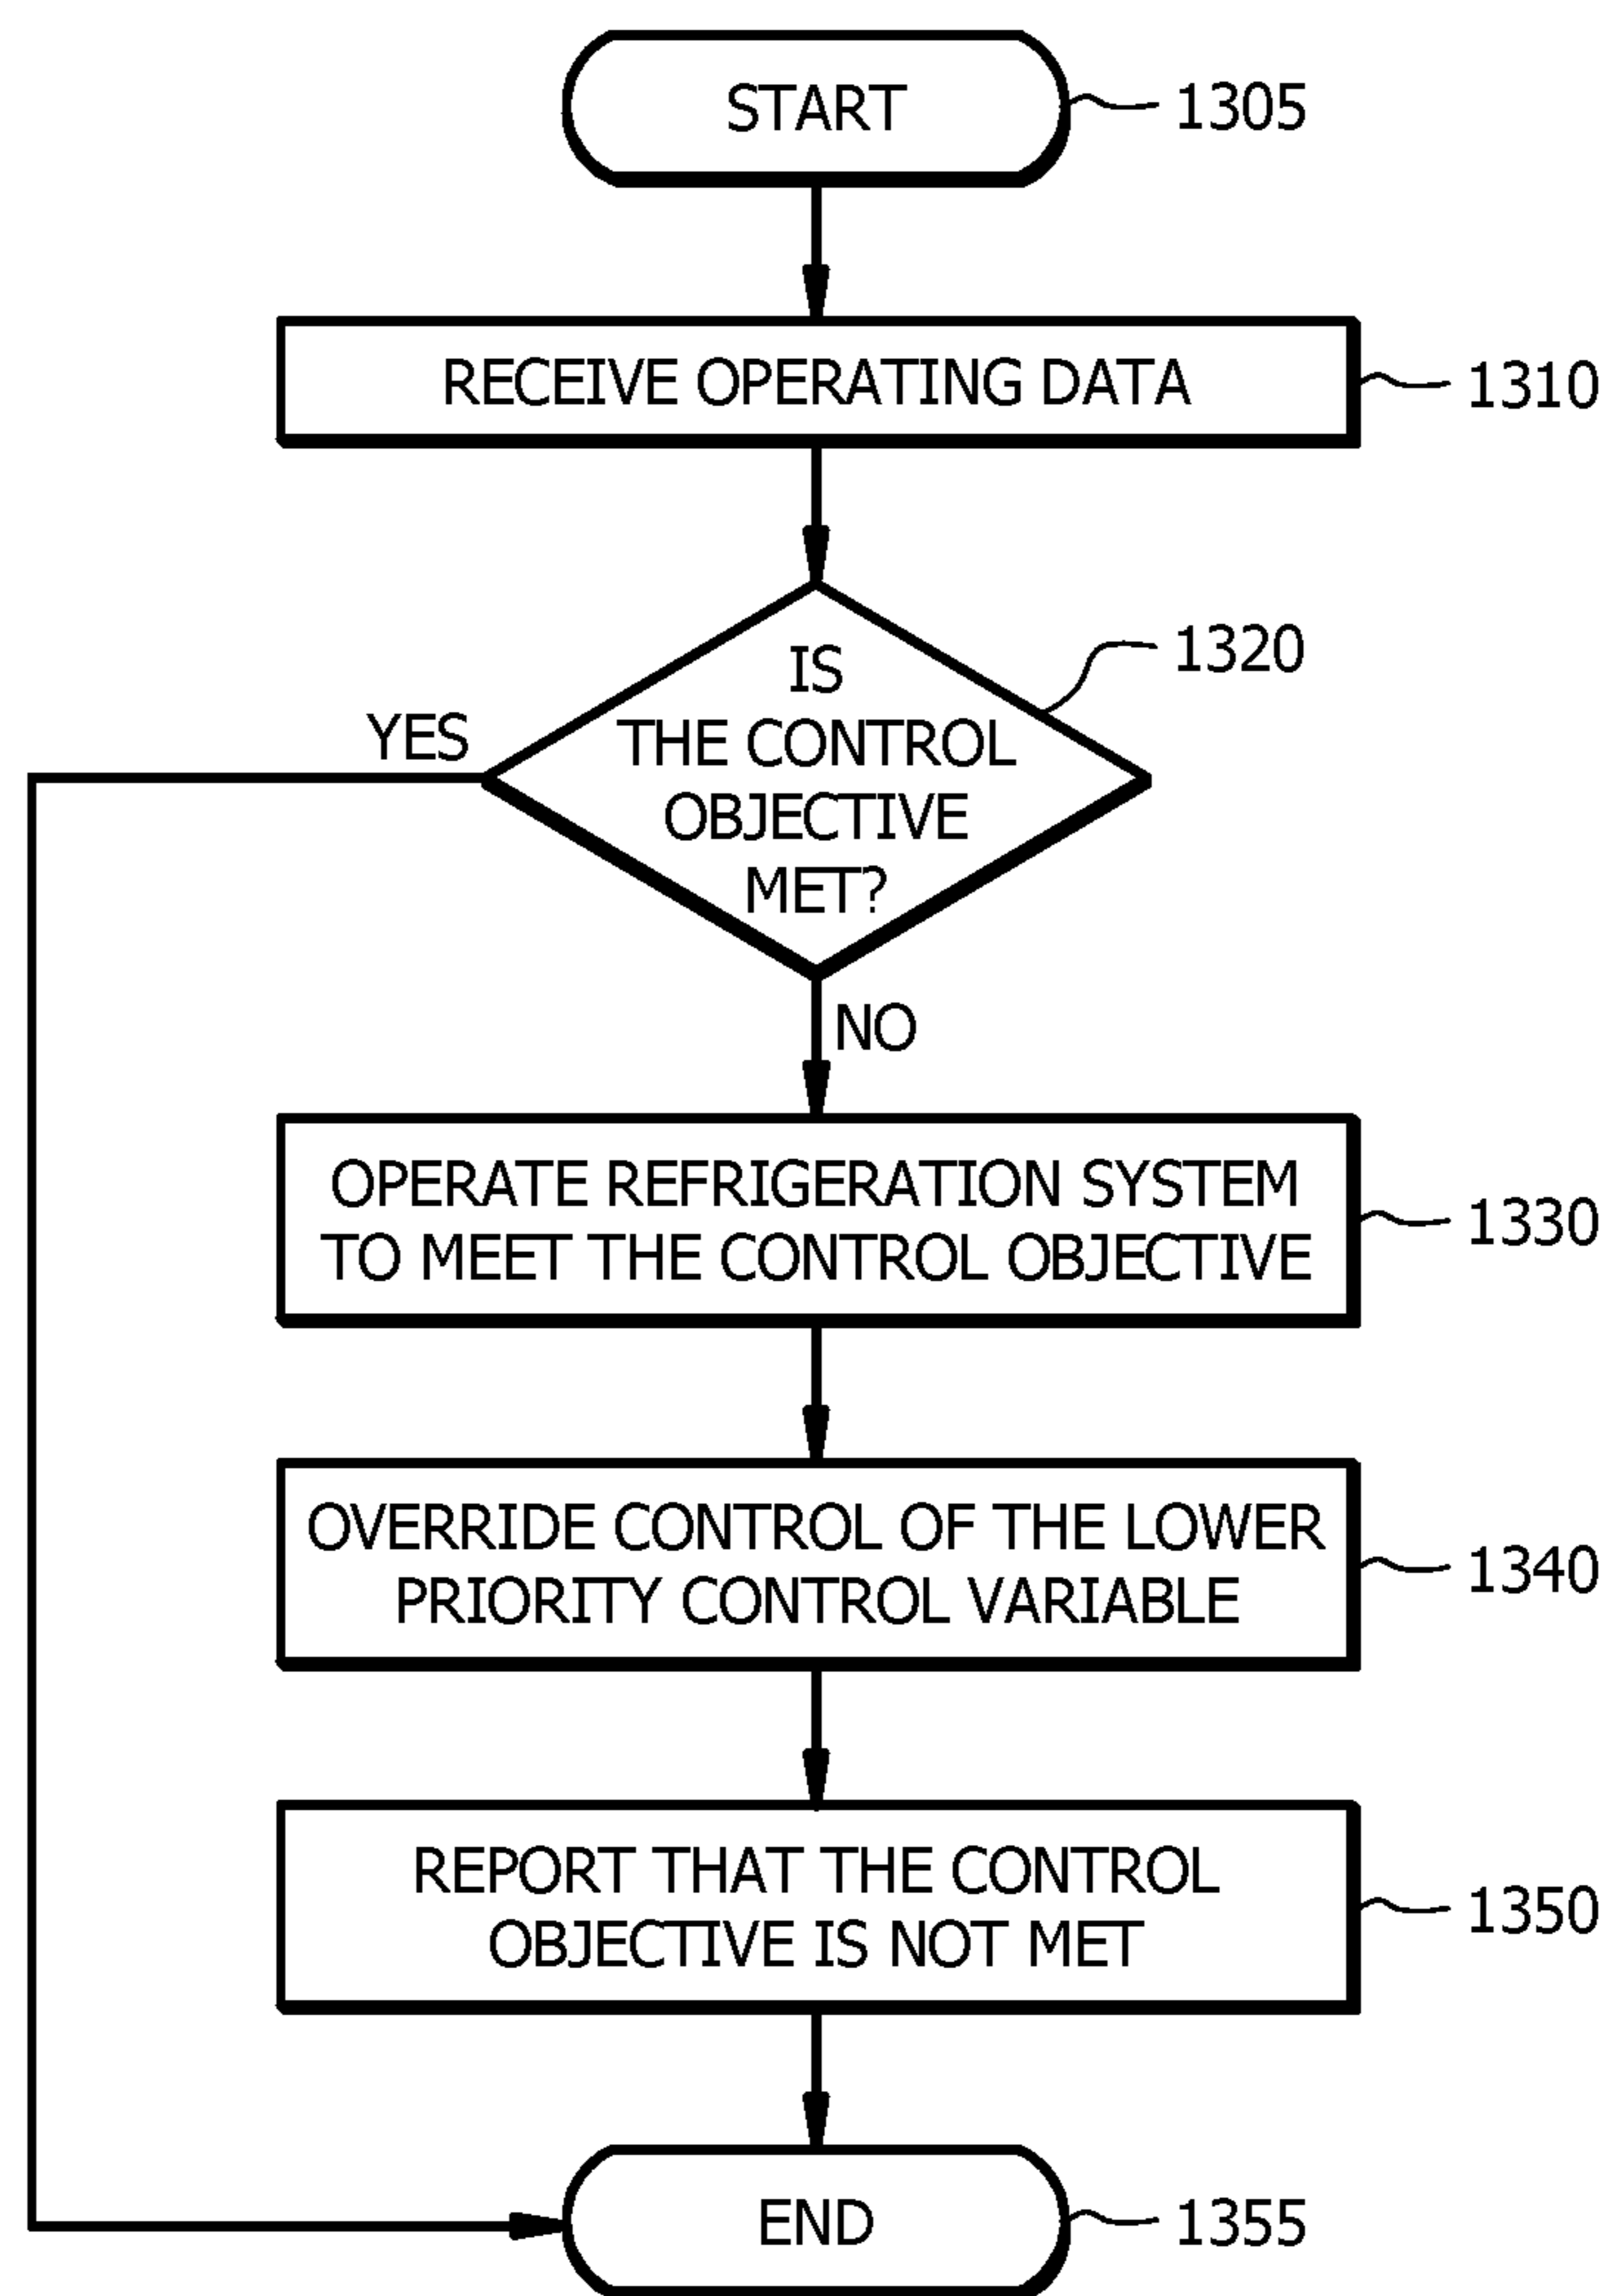 START
1305
RECEIVE OPERATING DATA
1310
IS
THE CONTROL
OBJECTIVE
MET?
1320
YES
NO
OPERATE REFRIGERATION SYSTEM
TO MEET THE CONTROL OBJECTIVE
1330
OVERRIDE CONTROL OF THE LOWER
PRIORITY CONTROL VARIABLE
1340
REPORT THAT THE CONTROL
OBJECTIVE IS NOT MET
1350
END
1355